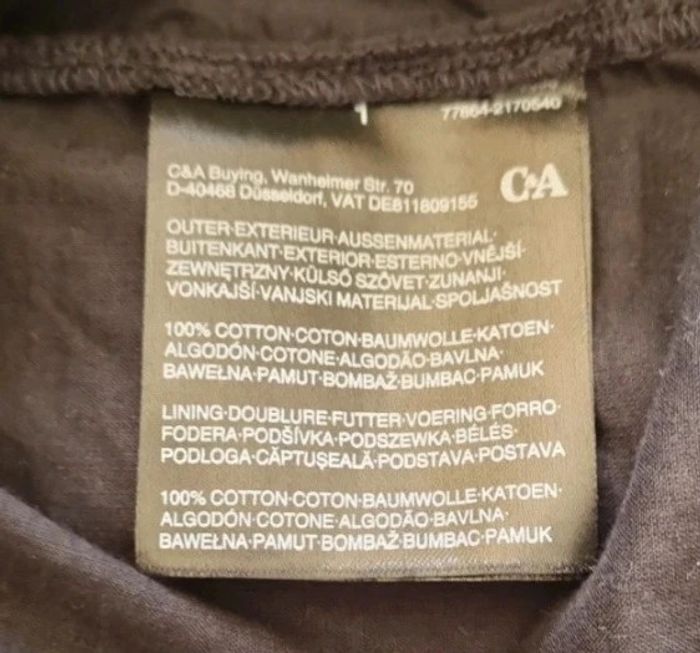 1
77864-2170540
C&A Buying, Wanheimer Str. 70
D-40468 Düsseldorf, VAT DE811809155
C&A
OUTER·EXTERIEUR·AUSSENMATERIAL·
BUITENKANT·EXTERIOR·ESTERNO·VNĚJŠÍ·
ZEWNĘTRZNY·KÜLSŐ SZÖVET·ZUNANJI·
VONKAJŠÍ·VANJSKI MATERIJAL·SPOLJAŠNOST
100% COTTON·COTON·BAUMWOLLE·KATOEN·
ALGODÓN·COTONE·ALGODÃO·BAVLNA·
BAWEŁNA·PAMUT·BOMBAŽ·BUMBAC·PAMUK
LINING·DOUBLURE·FUTTER·VOERING·FORRO·
FODERA·PODŠÍVKA·PODSZEWKA·BÉLÉS·
PODLOGA·CĂPTUȘEALĂ·PODSTAVA·POSTAVA
100% COTTON·COTON·BAUMWOLLE·KATOEN·
ALGODÓN·COTONE·ALGODÃO·BAVLNA·
BAWEŁNA·PAMUT·BOMBAŽ·BUMBAC·PAMUK